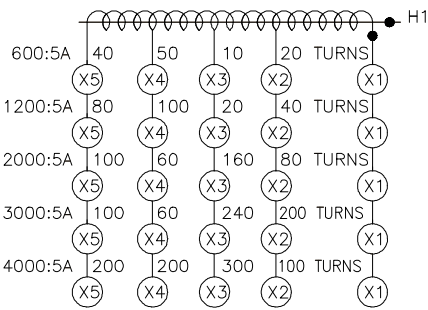 H1
600:5A 40 50 10 20 TURNS
X5 X4 X3 X2 X1
1200:5A 80 100 20 40 TURNS
X5 X4 X3 X2 X1
2000:5A 100 60 160 80 TURNS
X5 X4 X3 X2 X1
3000:5A 100 60 240 200 TURNS
X5 X4 X3 X2 X1
4000:5A 200 200 300 100 TURNS
X5 X4 X3 X2 X1